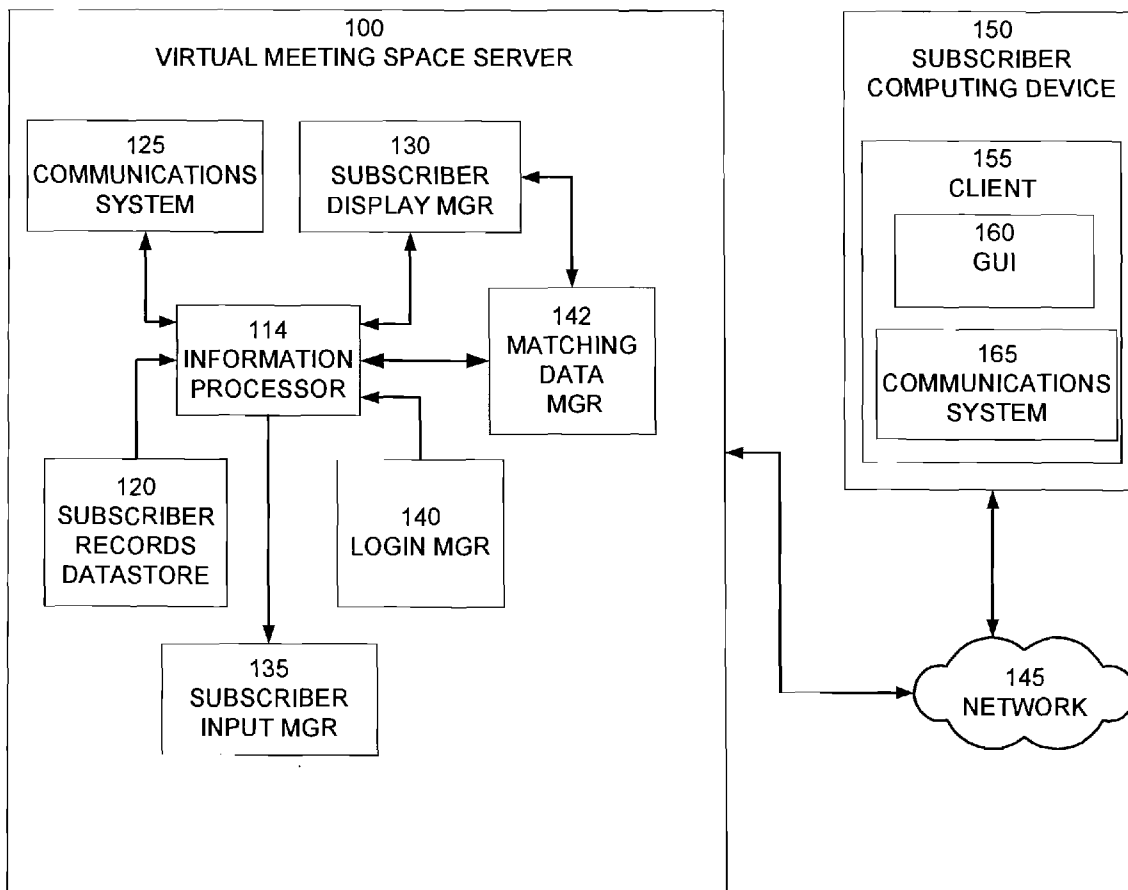 100
VIRTUAL MEETING SPACE SERVER
125
COMMUNICATIONS
SYSTEM
130
SUBSCRIBER
DISPLAY MGR
114
INFORMATION
PROCESSOR
142
MATCHING
DATA
MGR
120
SUBSCRIBER
RECORDS
DATASTORE
140
LOGIN MGR
135
SUBSCRIBER
INPUT MGR
150
SUBSCRIBER
COMPUTING DEVICE
155
CLIENT
160
GUI
165
COMMUNICATIONS
SYSTEM
145
NETWORK